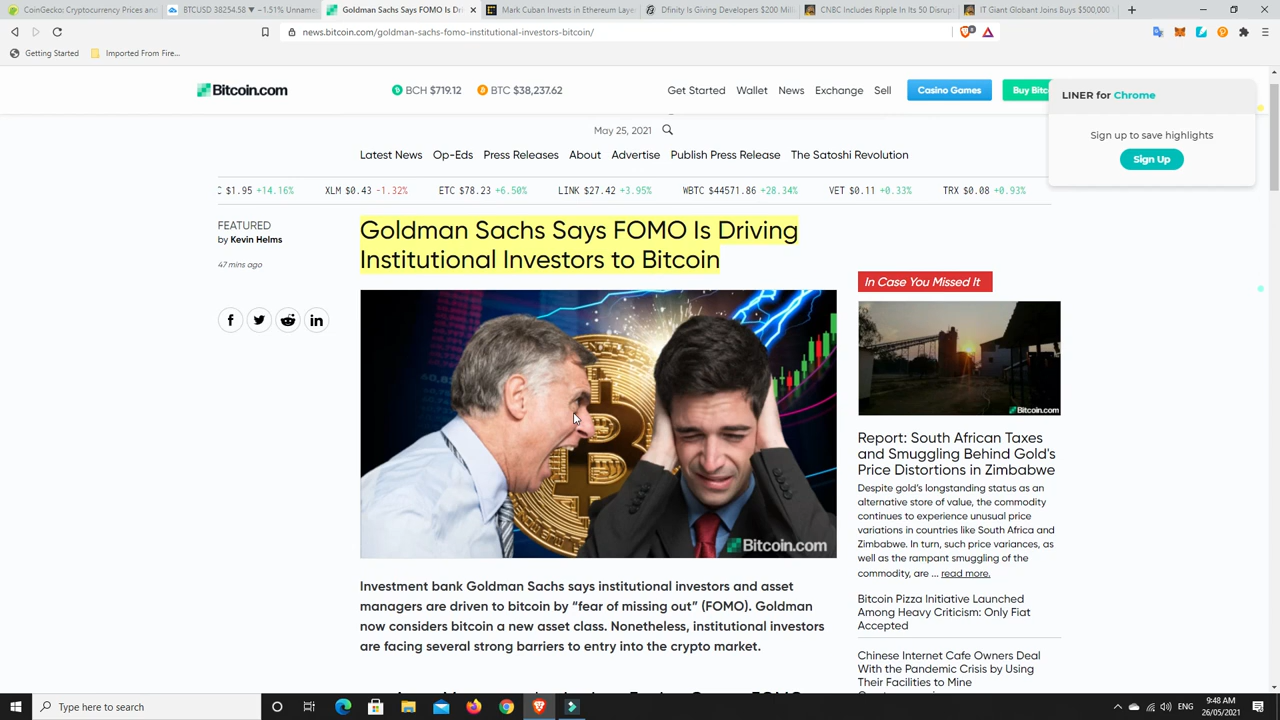 CoinGecko: Cryptocurrency Prices and
BTCUSD 38254.58 ▼ −1.51% Unname
Goldman Sachs Says FOMO Is Dri
Mark Cuban Invests in Ethereum Laye
Dfinity Is Giving Developers $200 Mill
CNBC Includes Ripple In Its 50 Disrupt
IT Giant Globant Joins Buys $500,000
news.bitcoin.com/goldman-sachs-fomo-institutional-investors-bitcoin/
Getting Started
Imported From Fire...
Bitcoin.com
BCH $719.12
BTC $38,237.62
Get Started
Wallet
News
Exchange
Sell
Casino Games
Buy Bitc
LINER for Chrome
Sign up to save highlights
Sign Up
May 25, 2021
Latest News
Op-Eds
Press Releases
About
Advertise
Publish Press Release
The Satoshi Revolution
C $1.95 +14.16%
XLM $0.43 -1.32%
ETC $78.23 +6.50%
LINK $27.42 +3.95%
WBTC $44571.86 +28.34%
VET $0.11 +0.33%
TRX $0.08 +0.93%
FEATURED
by Kevin Helms
47 mins ago
Goldman Sachs Says FOMO Is Driving
Institutional Investors to Bitcoin
Bitcoin.com
Investment bank Goldman Sachs says institutional investors and asset
managers are driven to bitcoin by “fear of missing out” (FOMO). Goldman
now considers bitcoin a new asset class. Nonetheless, institutional investors
are facing several strong barriers to entry into the crypto market.
In Case You Missed It
Bitcoin.com
Report: South African Taxes
and Smuggling Behind Gold's
Price Distortions in Zimbabwe
Despite gold's longstanding status as an
alternative store of value, the commodity
continues to experience unusual price
variations in countries like South Africa and
Zimbabwe. In turn, such price variances, as
well as the rampant smuggling of the
commodity, are ... read more.
Bitcoin Pizza Initiative Launched
Among Heavy Criticism: Only Fiat
Accepted
Chinese Internet Cafe Owners Deal
With the Pandemic Crisis by Using
Their Facilities to Mine
Type here to search
ENG
9:48 AM
26/05/2021